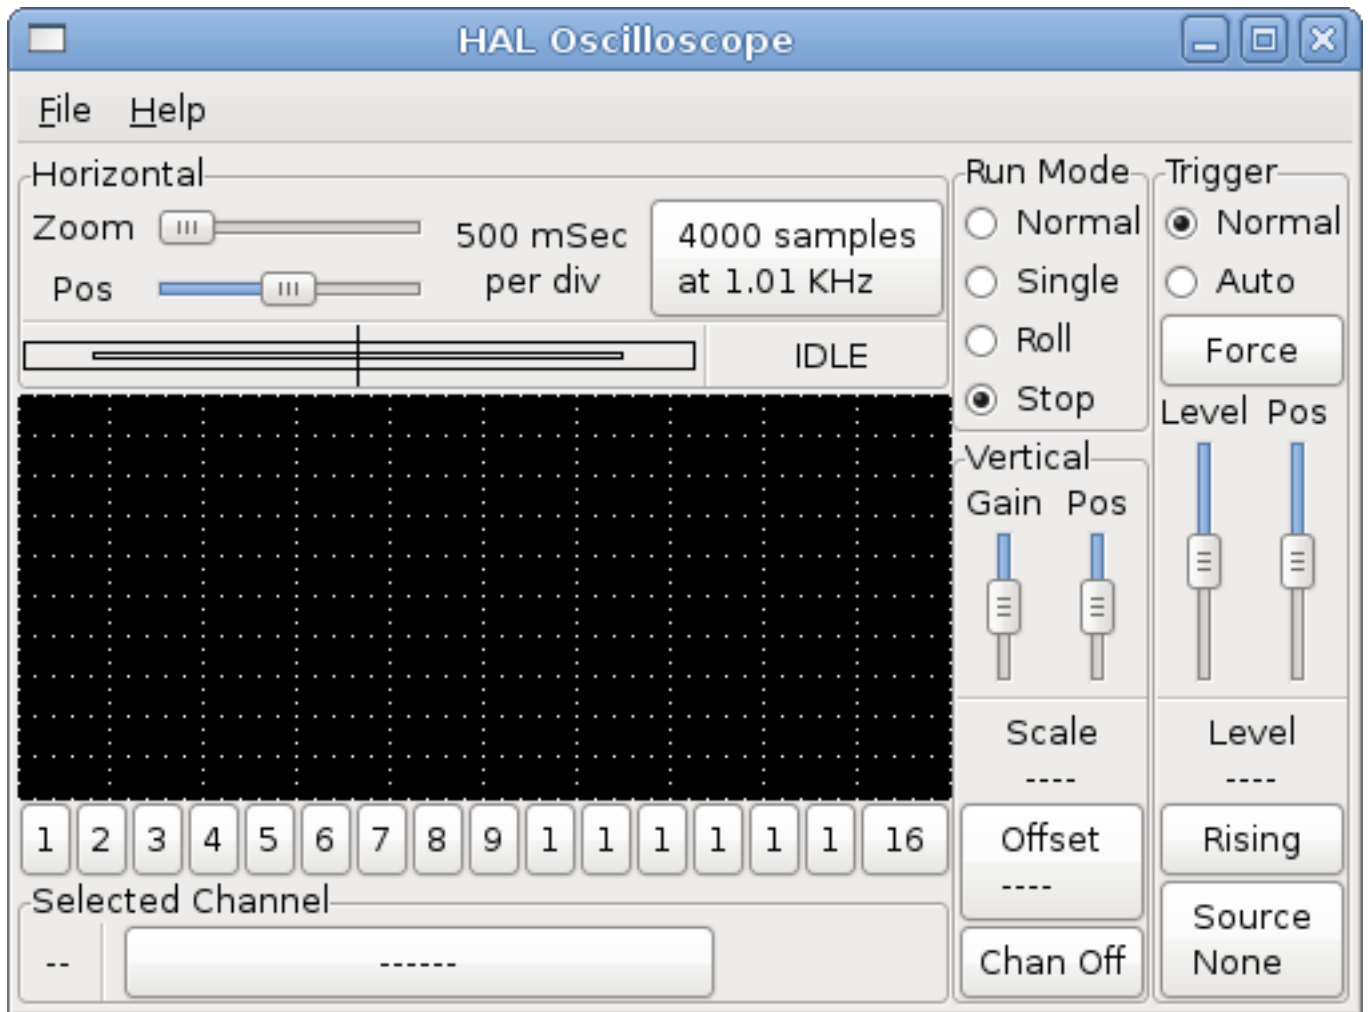 HAL Oscilloscope
File Help
Horizontal
Zoom
Pos
500 mSec
per div
4000 samples
at 1.01 KHz
IDLE
Run Mode
Normal
Single
Roll
Stop
Trigger
Normal
Auto
Force
Level Pos
Vertical
Gain Pos
Scale
----
Offset
----
Chan Off
Level
----
Rising
Source
None
1 2 3 4 5 6 7 8 9 1 1 1 1 1 1 16
Selected Channel
-- ------